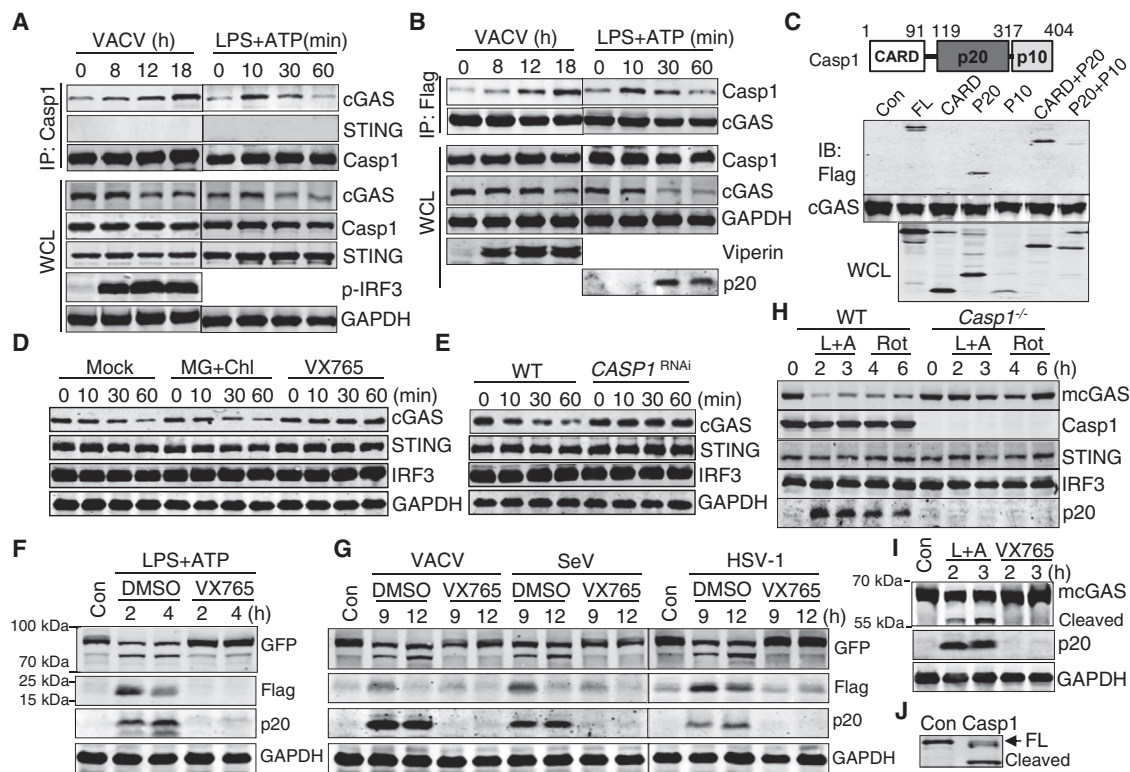 A
VACV (h) LPS+ATP(min)
0 8 12 18 0 10 30 60
IP: Casp1
cGAS
STING
Casp1
WCL
cGAS
Casp1
STING
p-IRF3
GAPDH
B
VACV (h) LPS+ATP (min)
0 8 12 18 0 10 30 60
IP: Flag
Casp1
cGAS
WCL
Casp1
cGAS
GAPDH
Viperin
p20
C
1 91 119 317 404
Casp1 CARD p20 p10
Con FL CARD P20 P10 CARD+P20 P20+P10
IB:
Flag
cGAS
WCL
D
Mock MG+Chl VX765
0 10 30 60 0 10 30 60 0 10 30 60 (min)
cGAS
STING
IRF3
GAPDH
E
WT CASP1 RNAi
0 10 30 60 0 10 30 60 (min)
cGAS
STING
IRF3
GAPDH
H
WT Casp1-/-
L+A Rot L+A Rot
0 2 3 4 6 0 2 3 4 6 (h)
mcGAS
Casp1
STING
IRF3
p20
F
LPS+ATP
Con DMSO VX765
2 4 2 4 (h)
100 kDa
GFP
70 kDa
25 kDa
Flag
15 kDa
p20
GAPDH
G
VACV SeV HSV-1
Con DMSO VX765 DMSO VX765 Con DMSO VX765
9 12 9 12 9 12 9 12 9 12 9 12 (h)
GFP
Flag
p20
GAPDH
I
Con L+A VX765
2 3 2 3 (h)
70 kDa
mcGAS
55 kDa
Cleaved
p20
GAPDH
J
Con Casp1
FL
Cleaved